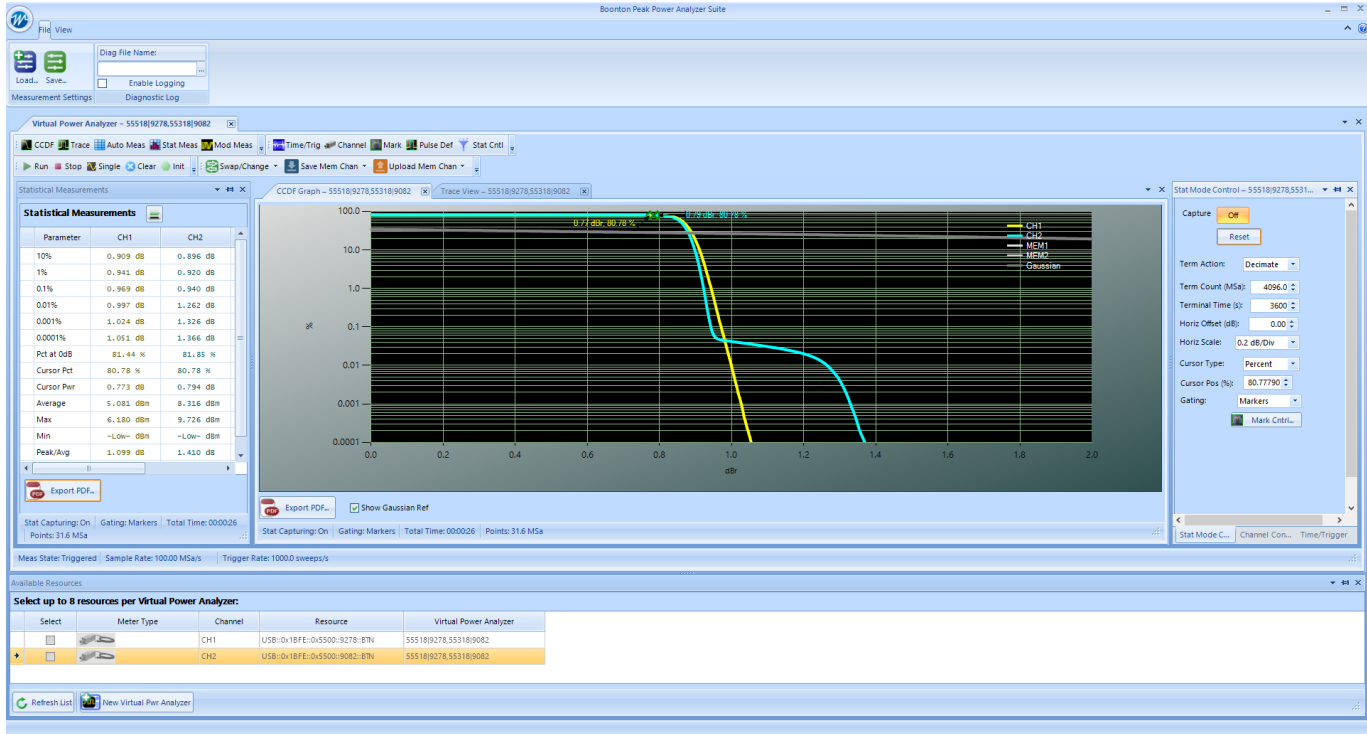 Boonton Peak Power Analyzer Suite
File View
Diag File Name:
...
Load... Save...
Enable Logging
Measurement Settings Diagnostic Log
Virtual Power Analyzer – 55518|9278,55318|9082
CCDF Trace Auto Meas Stat Meas Mod Meas Time/Trig Channel Mark Pulse Def Stat Cntl
Run Stop Single Clear Init Swap/Change Save Mem Chan Upload Mem Chan
Statistical Measurements
Statistical Measurements
Parameter CH1 CH2
10% 0.909 dB 0.896 dB
1% 0.941 dB 0.920 dB
0.1% 0.969 dB 0.940 dB
0.01% 0.997 dB 1.262 dB
0.001% 1.024 dB 1.326 dB
0.0001% 1.051 dB 1.366 dB
Pct at 0dB 81.44 % 81.85 %
Cursor Pct 80.78 % 80.78 %
Cursor Pwr 0.773 dB 0.794 dB
Average 5.081 dBm 8.316 dBm
Max 6.180 dBm 9.726 dBm
Min -Low- dBm -Low- dBm
Peak/Avg 1.099 dB 1.410 dB
Export PDF...
Stat Capturing: On Gating: Markers Total Time: 00:00:26
Points: 31.6 MSa
CCDF Graph – 55518|9278,55318|9082 Trace View – 55518|9278,55318|9082
100.0
10.0
1.0
0.1
0.01
0.001
0.0001
%
0.77 dBr, 80.78 %
0.79 dBr, 80.78 %
CH1
CH2
MEM1
MEM2
Gaussian
0.0 0.2 0.4 0.6 0.8 1.0 1.2 1.4 1.6 1.8 2.0
dBr
Export PDF... Show Gaussian Ref
Stat Capturing: On Gating: Markers Total Time: 00:00:26 Points: 31.6 MSa
Stat Mode Control – 55518|9278,5531...
Capture Off
Reset
Term Action: Decimate
Term Count (MSa): 4096.0
Terminal Time (s): 3600
Horiz Offset (dB): 0.00
Horiz Scale: 0.2 dB/Div
Cursor Type: Percent
Cursor Pos (%): 80.77790
Gating: Markers
Mark Cntrl...
Stat Mode C... Channel Con... Time/Trigger
Meas State: Triggered Sample Rate: 100.00 MSa/s Trigger Rate: 1000.0 sweeps/s
Available Resources
Select up to 8 resources per Virtual Power Analyzer:
Select Meter Type Channel Resource Virtual Power Analyzer
CH1 USB::0x1BFE::0x5500::9278::BTN 55518|9278,55318|9082
CH2 USB::0x1BFE::0x5500::9082::BTN 55518|9278,55318|9082
Refresh List New Virtual Pwr Analyzer